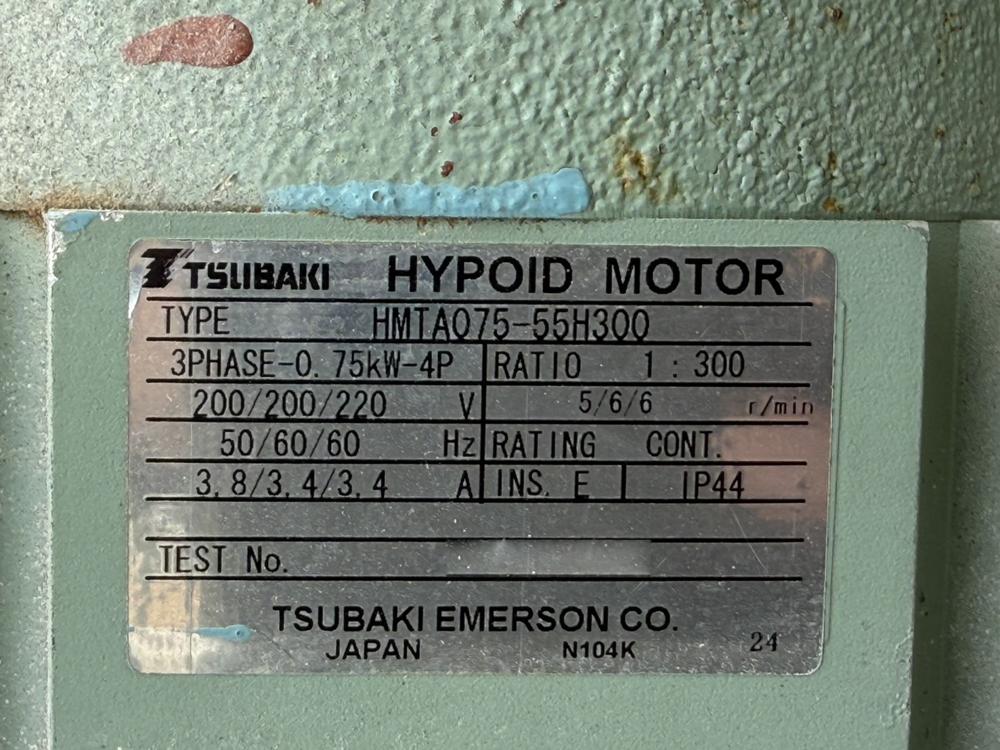 TSUBAKI HYPOID MOTOR
TYPE HMTA075-55H300
3PHASE-0.75kW-4P RATIO 1:300
200/200/220 V 5/6/6 r/min
50/60/60 Hz RATING CONT.
3.8/3.4/3.4 A INS. E IP44
TEST No.
TSUBAKI EMERSON CO.
JAPAN N104K 24